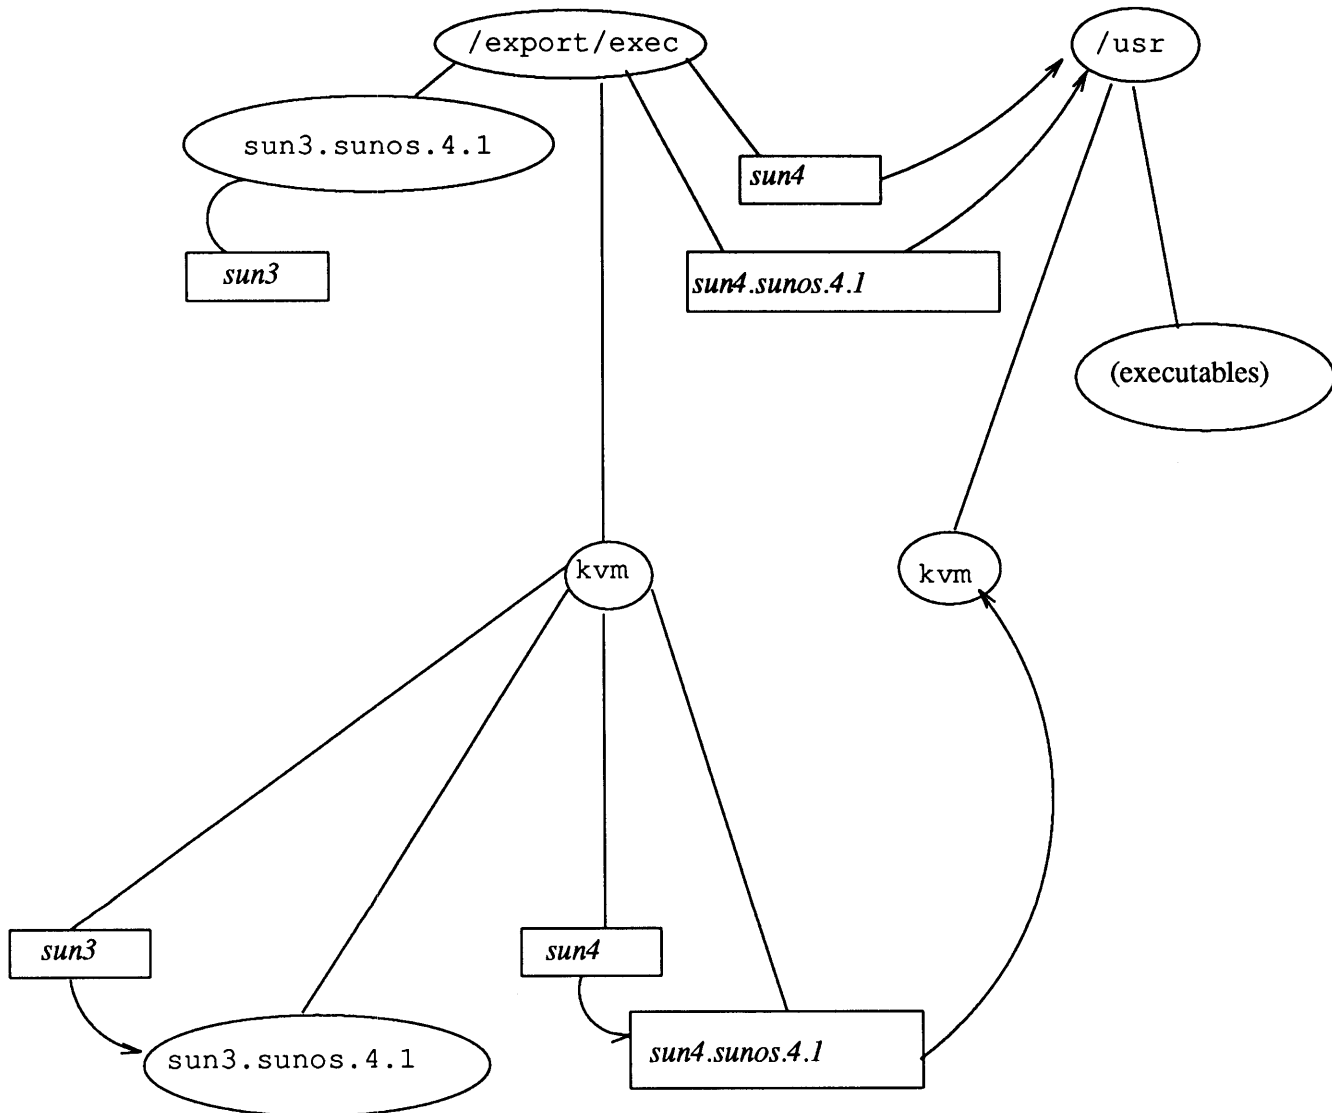 /export/exec
/usr
sun3.sunos.4.1
sun4
sun3
sun4.sunos.4.1
(executables)
kvm
kvm
sun3
sun4
sun3.sunos.4.1
sun4.sunos.4.1